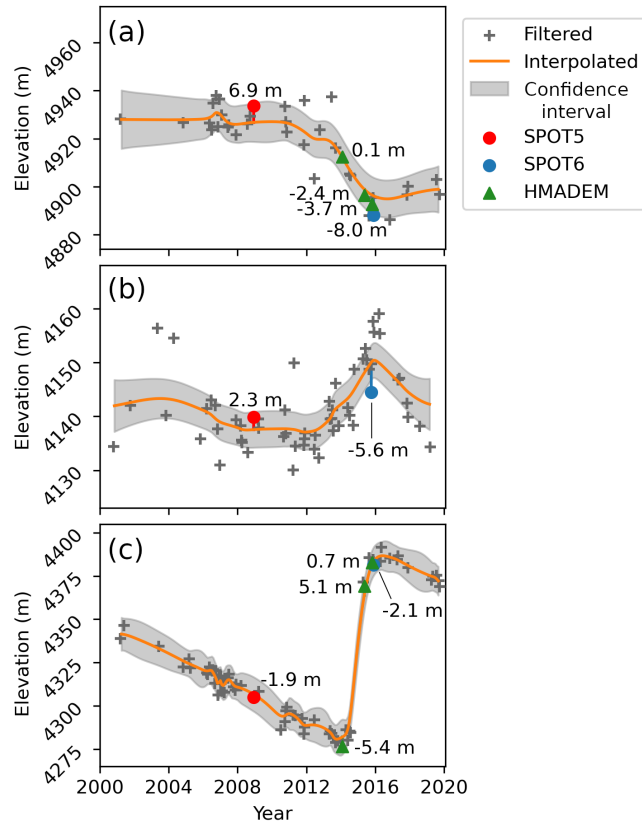 (a)
Elevation (m)
4960
4940
4920
4900
4880
6.9 m
0.1 m
-2.4 m
-3.7 m
-8.0 m
Filtered
Interpolated
Confidence
interval
SPOT5
SPOT6
HMADEM
(b)
Elevation (m)
4160
4150
4140
4130
2.3 m
-5.6 m
(c)
Elevation (m)
4400
4375
4350
4325
4300
4275
0.7 m
5.1 m
-2.1 m
-1.9 m
-5.4 m
2000 2004 2008 2012 2016 2020
Year